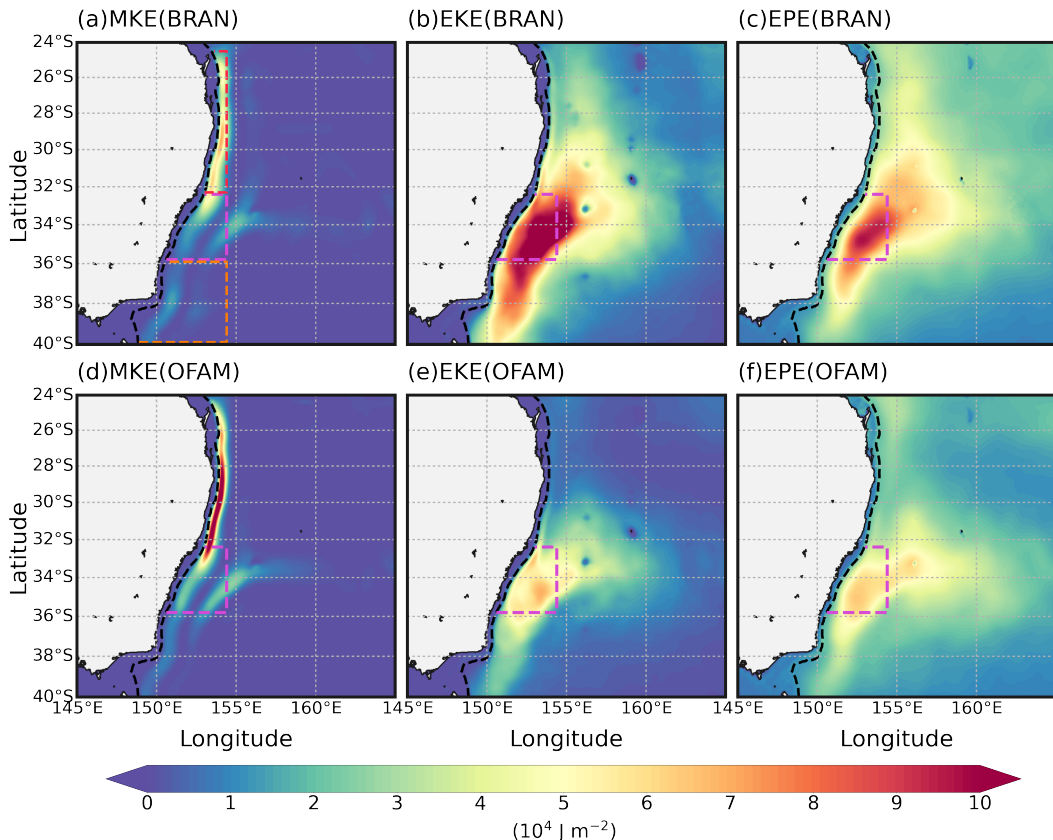 (a)MKE(BRAN) (b)EKE(BRAN) (c)EPE(BRAN)
24°S
26°S
28°S
30°S
32°S
34°S
36°S
38°S
40°S
Latitude
(d)MKE(OFAM) (e)EKE(OFAM) (f)EPE(OFAM)
24°S
26°S
28°S
30°S
32°S
34°S
36°S
38°S
40°S
Latitude
145°E 150°E 155°E 160°E 145°E 150°E 155°E 160°E 145°E 150°E 155°E 160°E
Longitude Longitude Longitude
0 1 2 3 4 5 6 7 8 9 10
(10⁴ J m⁻²)